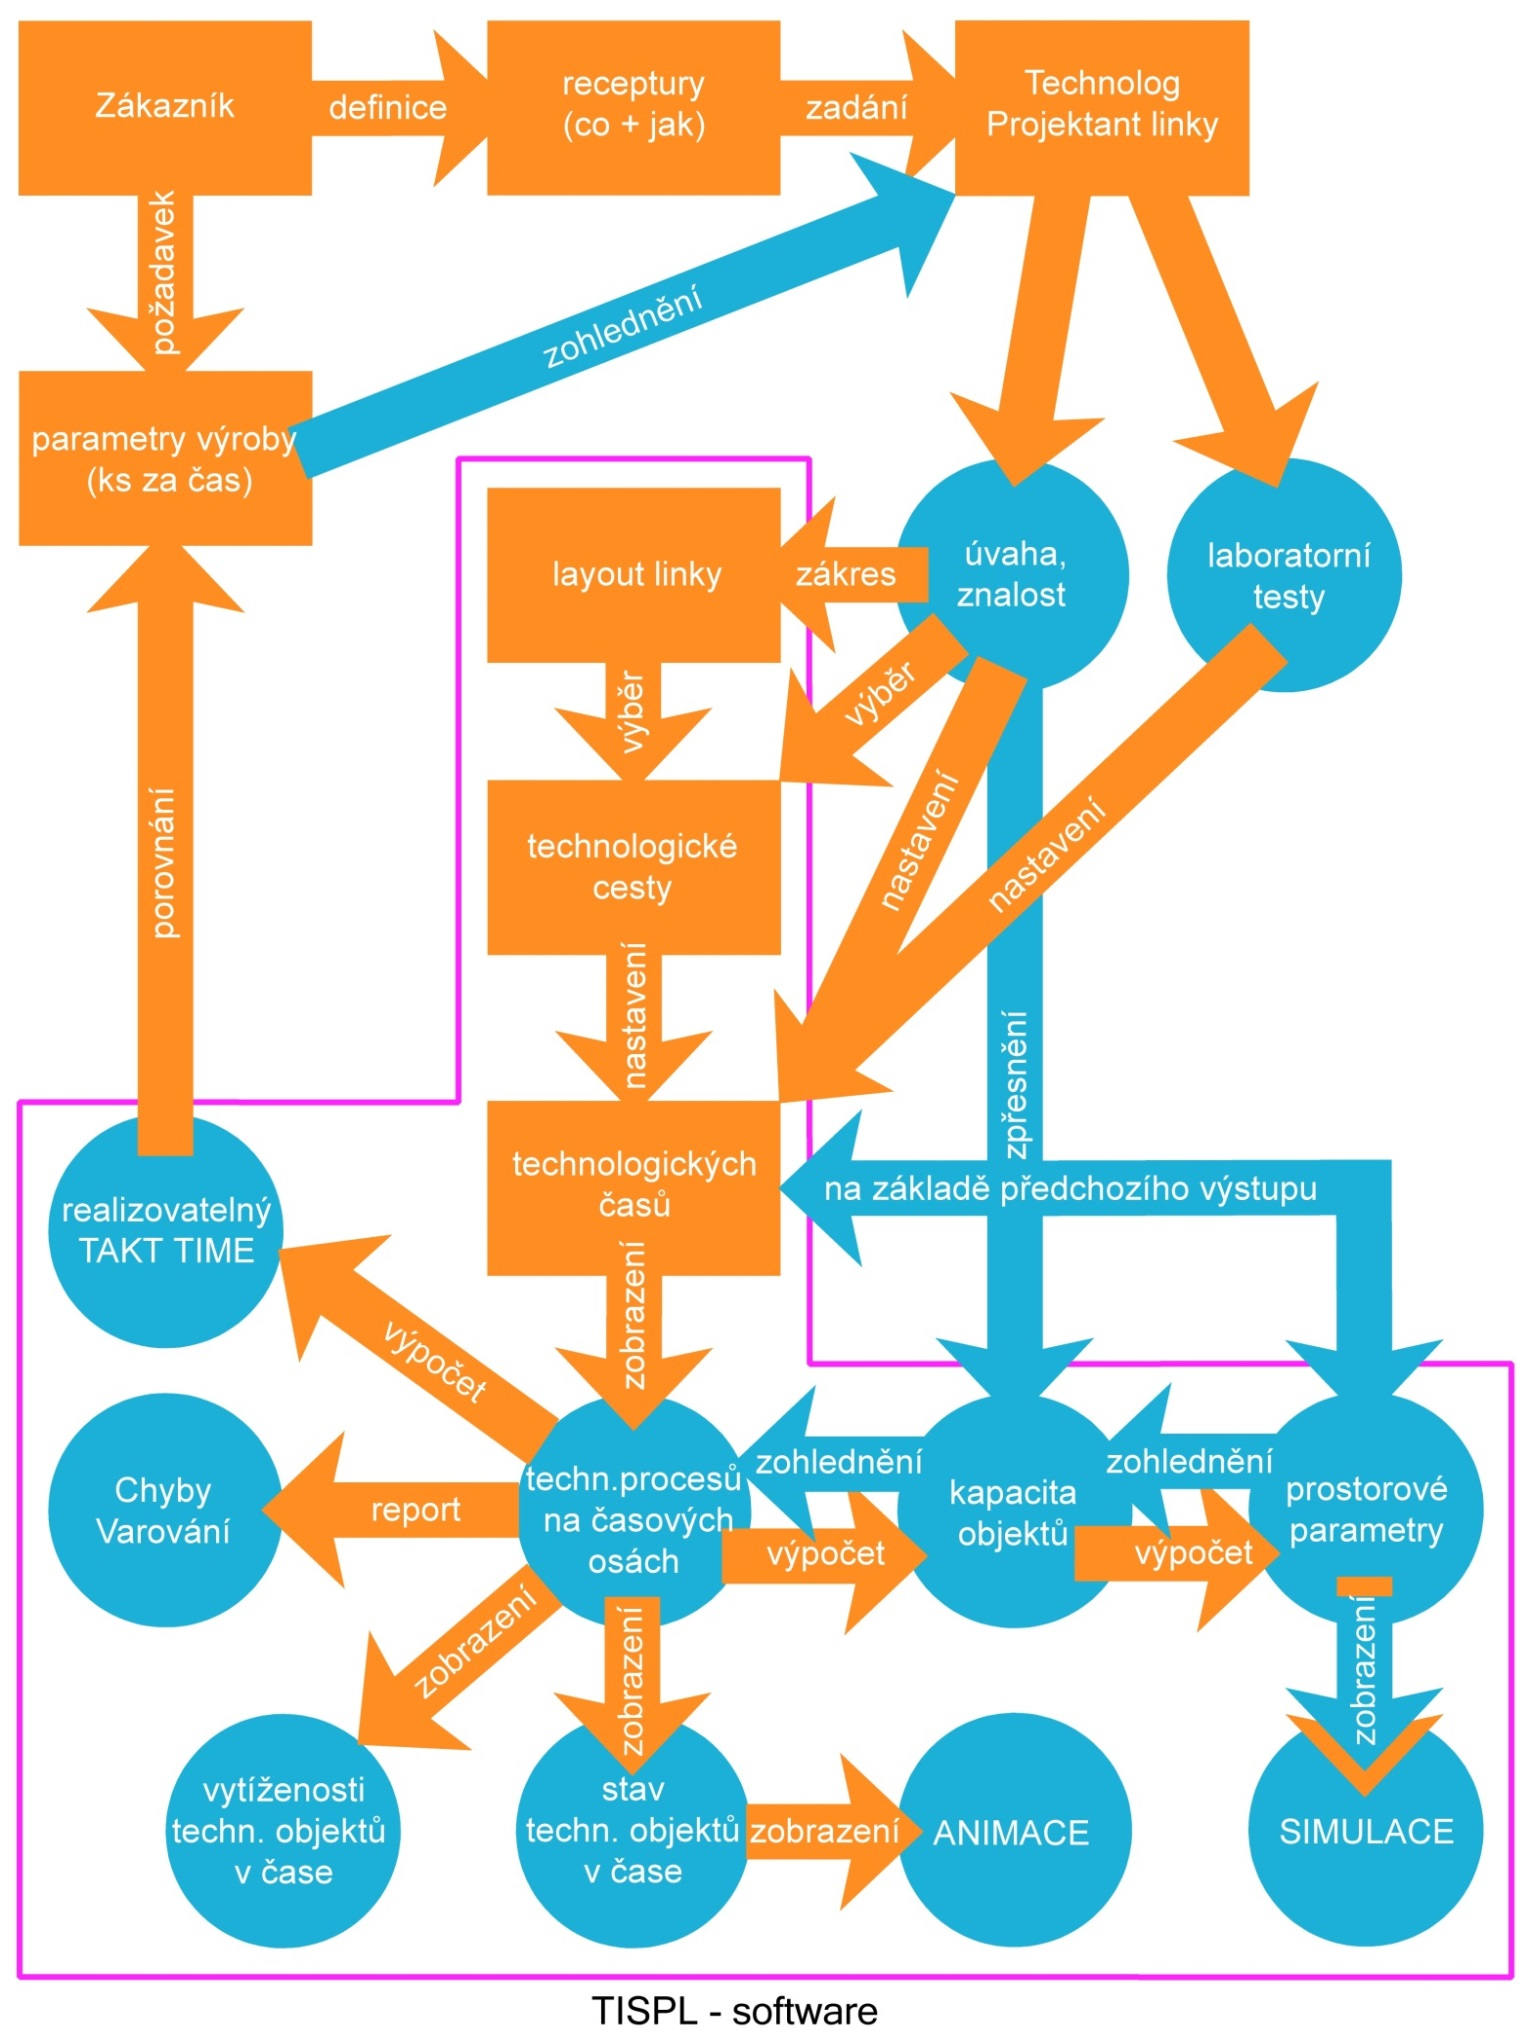 Zákazník
definice
receptury
(co + jak)
zadání
Technolog
Projektant linky
požadavek
zohlednění
parametry výroby
(ks za čas)
layout linky
zákres
úvaha,
znalost
laboratorní
testy
výběr
výběr
technologické
cesty
nastavení
nastavení
porovnání
nastavení
zpřesnění
technologických
časů
na základě předchozího výstupu
realizovatelný
TAKT TIME
zobrazení
výpočet
Chyby
Varování
report
techn.procesů
na časových
osách
zohlednění
výpočet
kapacita
objektů
zohlednění
výpočet
prostorové
parametry
zobrazení
zobrazení
zobrazení
vytíženosti
techn. objektů
v čase
stav
techn. objektů
v čase
zobrazení
ANIMACE
SIMULACE
TISPL - software